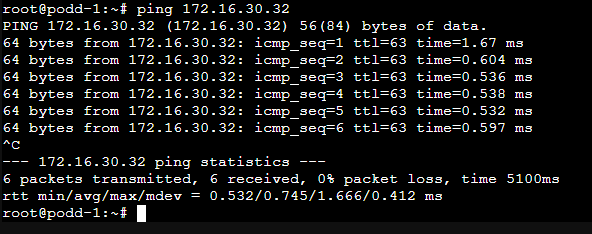 root@podd-1:~# ping 172.16.30.32
PING 172.16.30.32 (172.16.30.32) 56(84) bytes of data.
64 bytes from 172.16.30.32: icmp_seq=1 ttl=63 time=1.67 ms
64 bytes from 172.16.30.32: icmp_seq=2 ttl=63 time=0.604 ms
64 bytes from 172.16.30.32: icmp_seq=3 ttl=63 time=0.536 ms
64 bytes from 172.16.30.32: icmp_seq=4 ttl=63 time=0.538 ms
64 bytes from 172.16.30.32: icmp_seq=5 ttl=63 time=0.532 ms
64 bytes from 172.16.30.32: icmp_seq=6 ttl=63 time=0.597 ms
^C
--- 172.16.30.32 ping statistics ---
6 packets transmitted, 6 received, 0% packet loss, time 5100ms
rtt min/avg/max/mdev = 0.532/0.745/1.666/0.412 ms
root@podd-1:~#